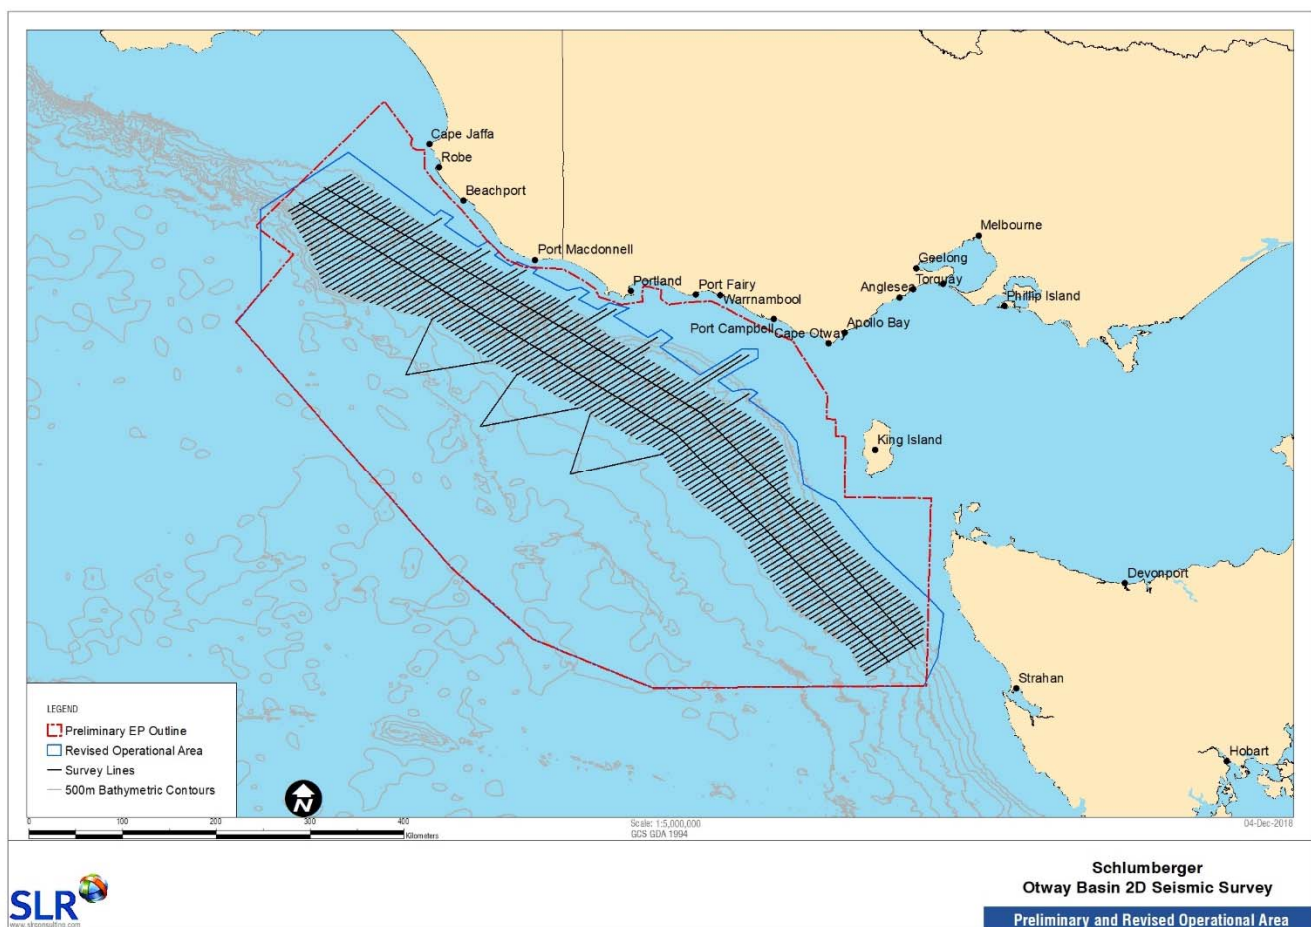 Cape Jaffa
Robe
Beachport
Port Macdonnell
Portland
Port Fairy
Warrnambool
Port Campbell
Cape Otway
Apollo Bay
Anglesea
Torquay
Geelong
Melbourne
Phillip Island
King Island
Devonport
Strahan
Hobart
LEGEND
Preliminary EP Outline
Revised Operational Area
Survey Lines
500m Bathymetric Contours
N
0 100 200 300 400
Kilometers
Scale: 1:5,000,000
GCS GDA 1994
04-Dec-2018
SLR
www.slrconsulting.com
Schlumberger
Otway Basin 2D Seismic Survey
Preliminary and Revised Operational Area